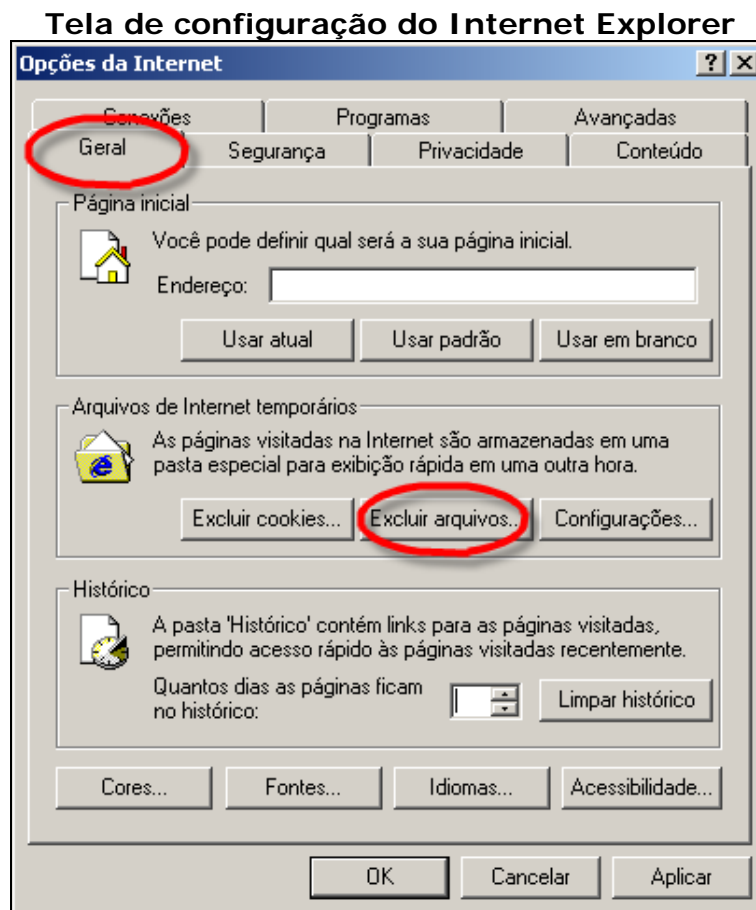 Tela de configuração do Internet Explorer
Opções da Internet
Conexões Programas Avançadas
Geral Segurança Privacidade Conteúdo
Página inicial
Você pode definir qual será a sua página inicial.
Endereço:
Usar atual Usar padrão Usar em branco
Arquivos de Internet temporários
As páginas visitadas na Internet são armazenadas em uma
pasta especial para exibição rápida em uma outra hora.
Excluir cookies... Excluir arquivos... Configurações...
Histórico
A pasta 'Histórico' contém links para as páginas visitadas,
permitindo acesso rápido às páginas visitadas recentemente.
Quantos dias as páginas ficam
no histórico:
Limpar histórico
Cores... Fontes... Idiomas... Acessibilidade...
OK Cancelar Aplicar